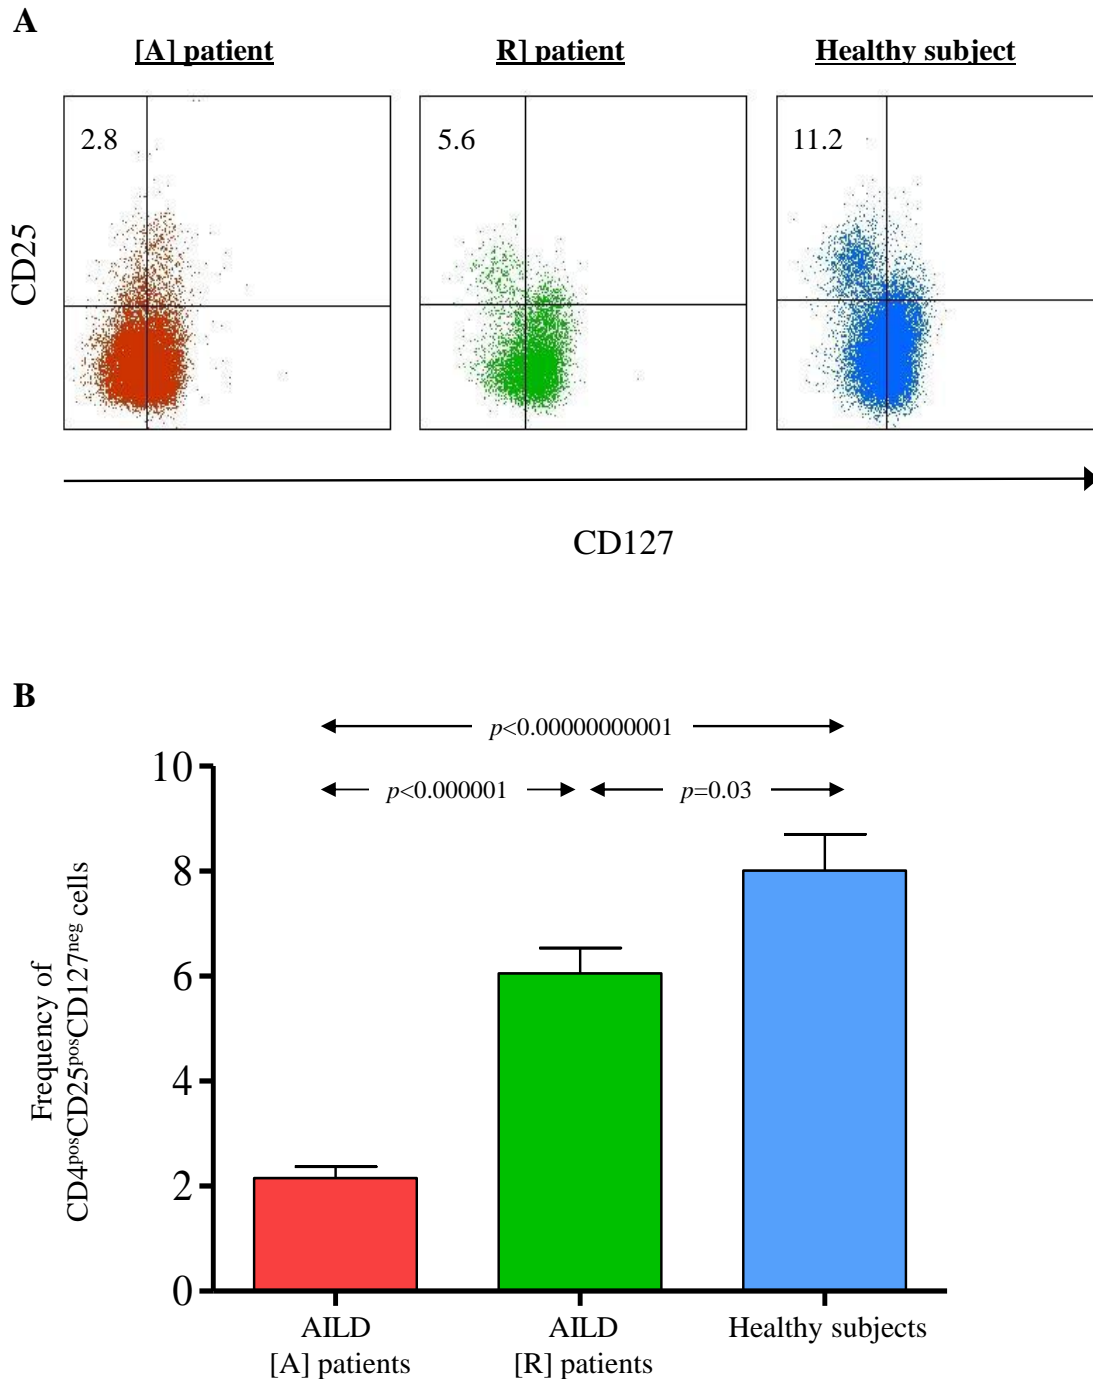 A
[A] patient
R] patient
Healthy subject
2.8
5.6
11.2
CD25
CD127
B
p<0.00000000001
p<0.000001
p=0.03
10
8
6
4
2
0
Frequency of
CD4posCD25posCD127neg cells
AILD
[A] patients
AILD
[R] patients
Healthy subjects